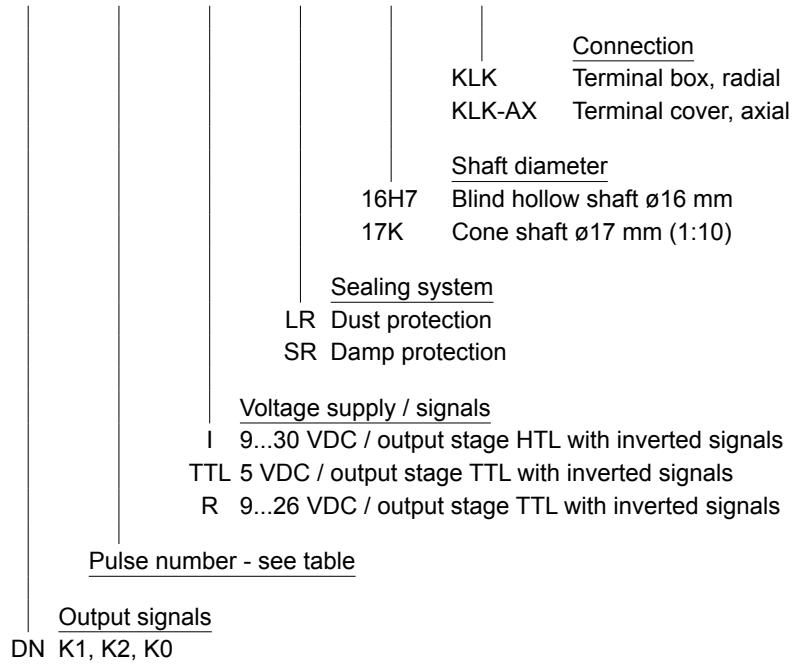 Connection
KLK Terminal box, radial
KLK-AX Terminal cover, axial
Shaft diameter
16H7 Blind hollow shaft ø16 mm
17K Cone shaft ø17 mm (1:10)
Sealing system
LR Dust protection
SR Damp protection
Voltage supply / signals
I 9...30 VDC / output stage HTL with inverted signals
TTL 5 VDC / output stage TTL with inverted signals
R 9...26 VDC / output stage TTL with inverted signals
Pulse number - see table
Output signals
DN K1, K2, K0